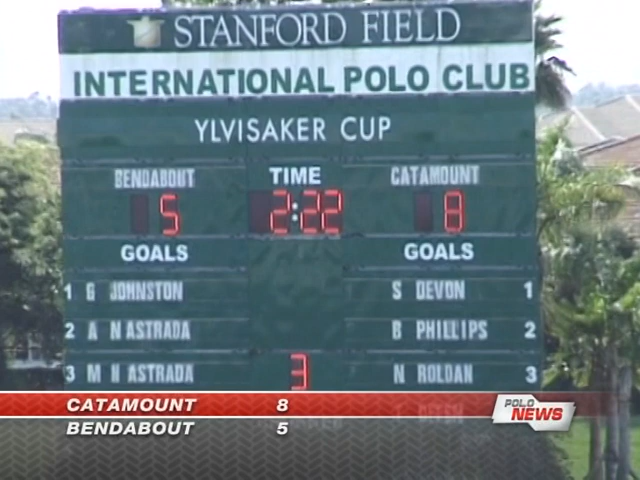 STANFORD FIELD
INTERNATIONAL POLO CLUB
YLVISAKER CUP
BENDABOUT TIME CATAMOUNT
5 2:22 8
GOALS GOALS
1 G JOHNSTON S DEVON 1
2 A N ASTRADA B PHILLIPS 2
3 M N ASTRADA 3 N ROLDAN 3
CATAMOUNT 8
BENDABOUT 5
POLO NEWS